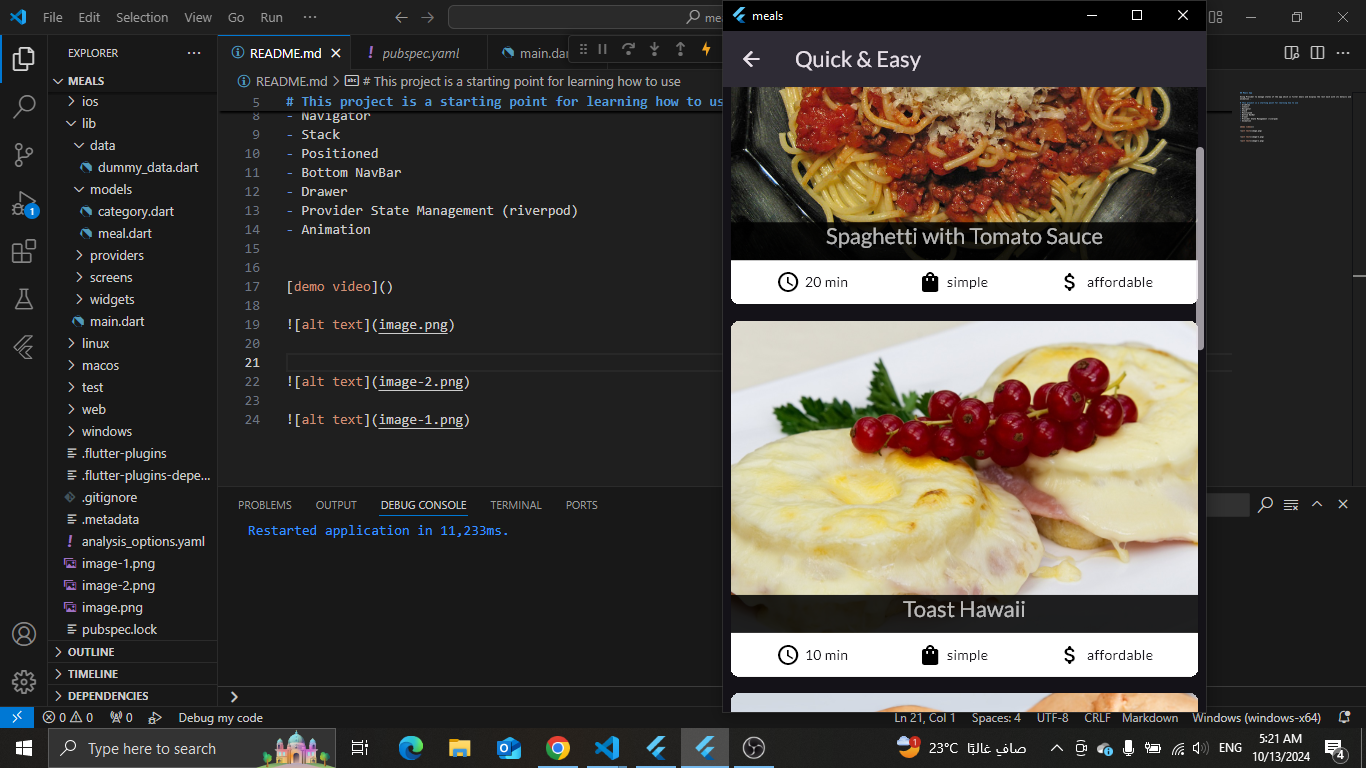 File Edit Selection View Go Run ···
mea
meals
EXPLORER ···
MEALS
ios
lib
data
dummy_data.dart
models
category.dart
meal.dart
providers
screens
widgets
main.dart
linux
macos
test
web
windows
.flutter-plugins
.flutter-plugins-depe...
.gitignore
.metadata
analysis_options.yaml
image-1.png
image-2.png
image.png
pubspec.lock
OUTLINE
TIMELINE
DEPENDENCIES
1
README.md
pubspec.yaml
main.dar
README.md > # This project is a starting point for learning how to use
5 # This project is a starting point for learning how to us
8 - Navigator
9 - Stack
10 - Positioned
11 - Bottom NavBar
12 - Drawer
13 - Provider State Management (riverpod)
14 - Animation
15
16
17 [demo video]()
18
19 ![alt text](image.png)
20
21
22 ![alt text](image-2.png)
23
24 ![alt text](image-1.png)
PROBLEMS OUTPUT DEBUG CONSOLE TERMINAL PORTS
Restarted application in 11,233ms.
Quick & Easy
Spaghetti with Tomato Sauce
20 min simple affordable
Toast Hawaii
10 min simple affordable
0 0 0 Debug my code
Ln 21, Col 1 Spaces: 4 UTF-8 CRLF Markdown Windows (windows-x64)
Type here to search
1 23°C صافٍ غالبًا ENG
5:21 AM
10/13/2024
4